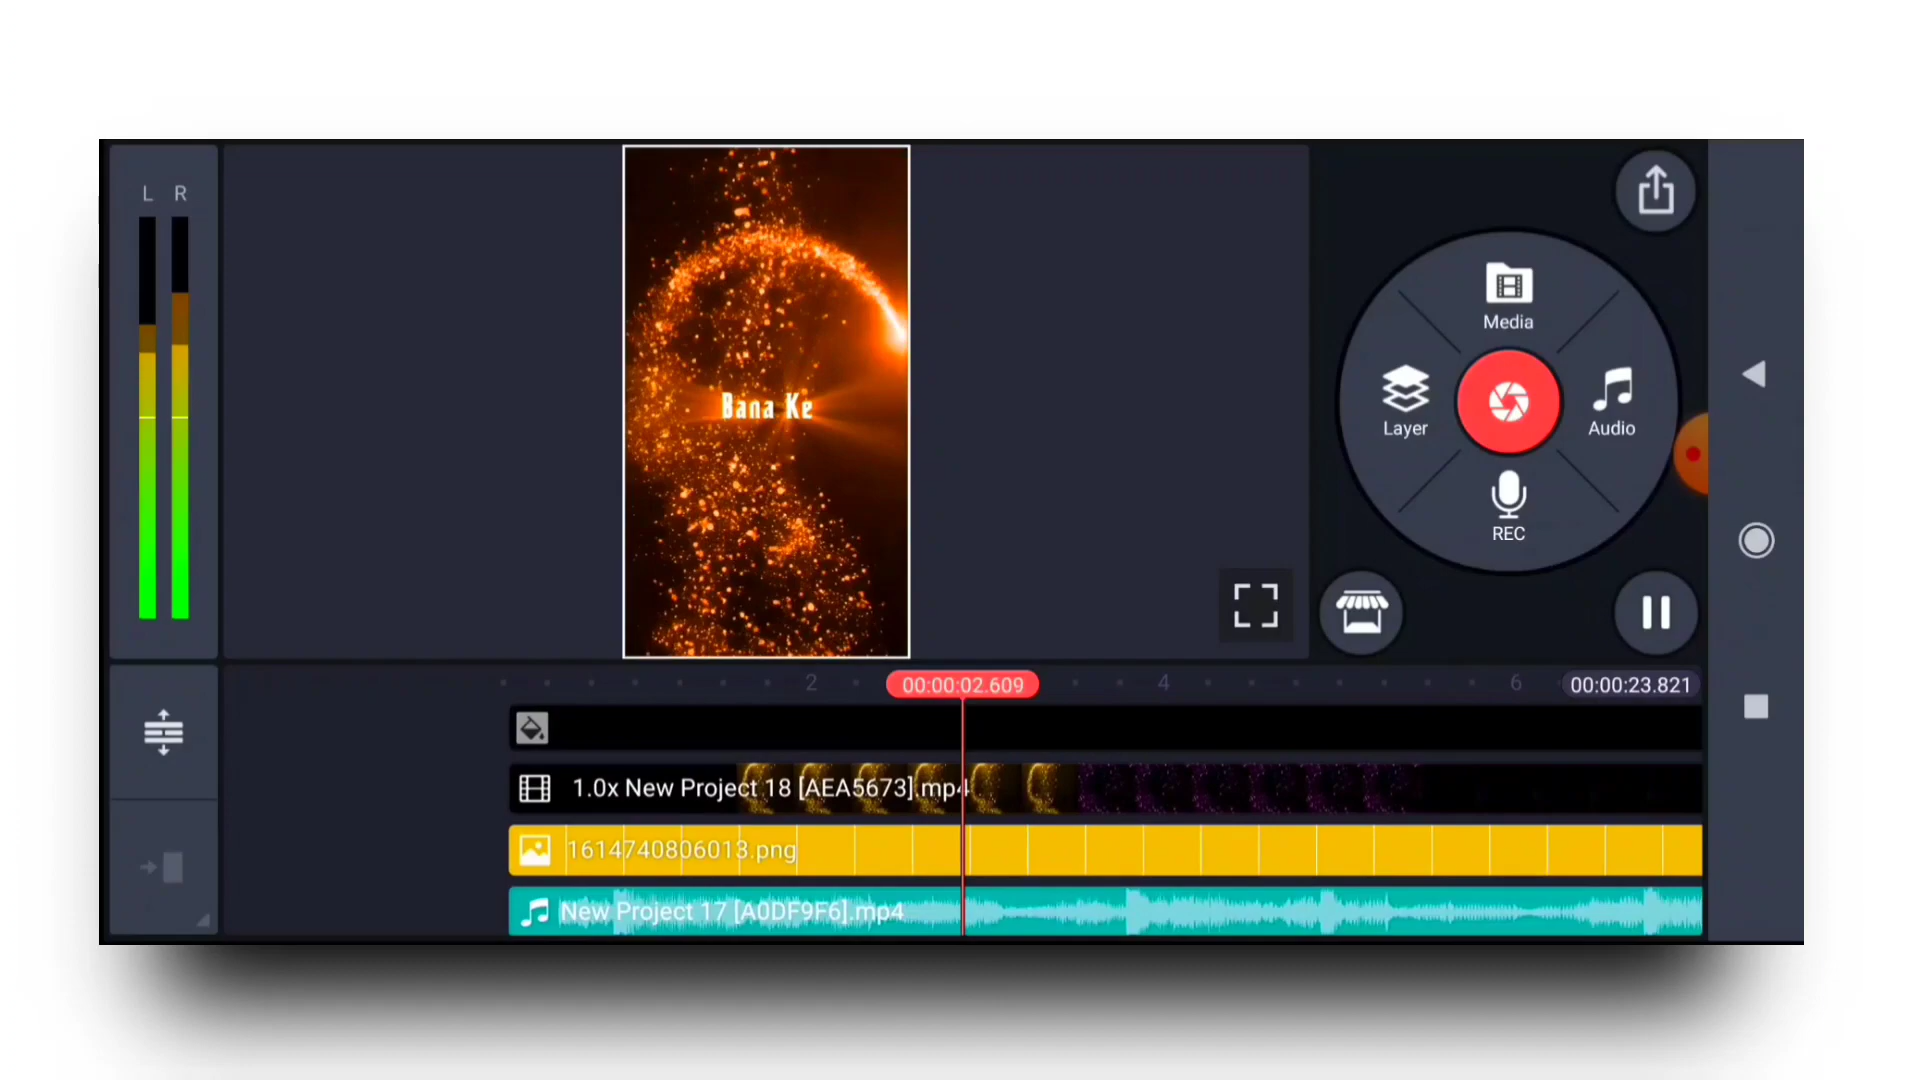 L R
Media
Layer
Audio
REC
Bana Ke
2
00:00:02.609
4
6
00:00:23.821
1.0x New Project 18 [AEA5673].mp4
1614740806013.png
New Project 17 [A0DF9F6].mp4